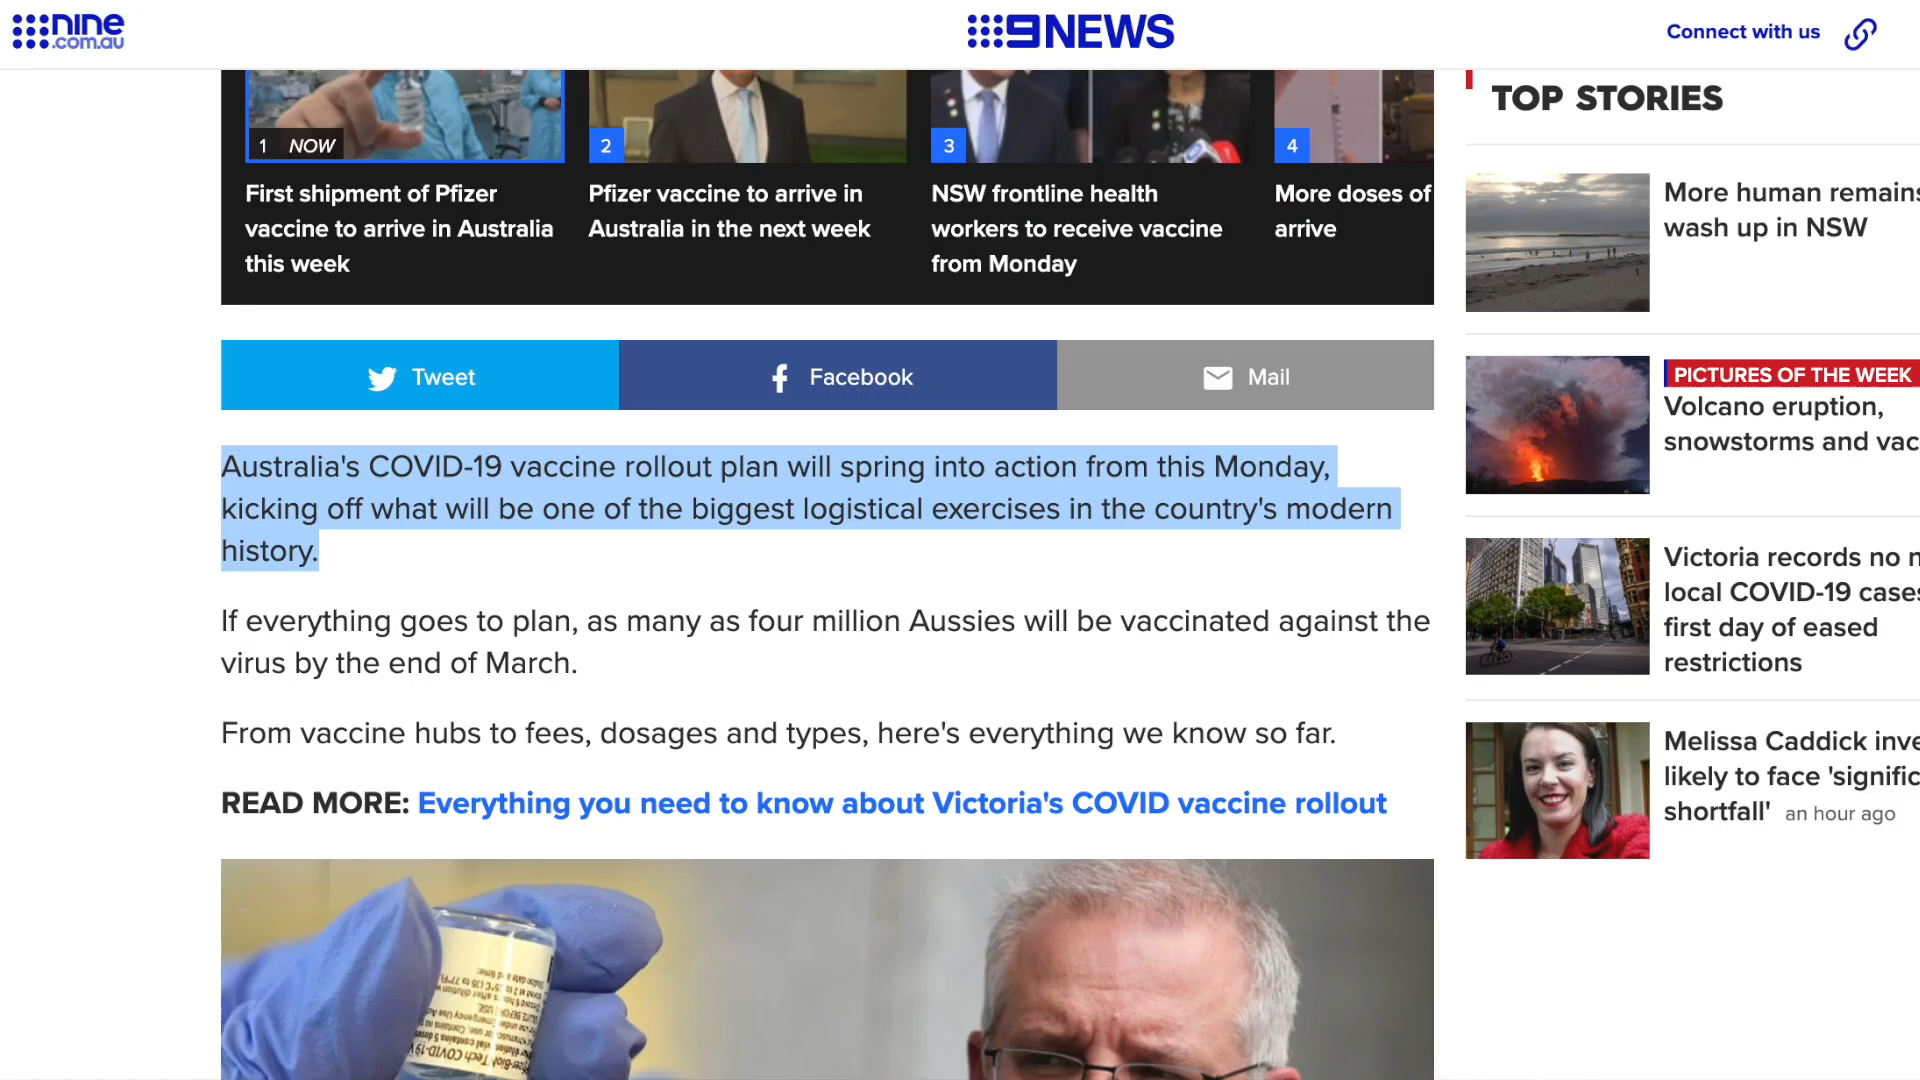 nine
.com.au
9NEWS
Connect with us
1 NOW
First shipment of Pfizer
vaccine to arrive in Australia
this week
2
Pfizer vaccine to arrive in
Australia in the next week
3
NSW frontline health
workers to receive vaccine
from Monday
4
More doses of
arrive
Tweet
Facebook
Mail
Australia's COVID-19 vaccine rollout plan will spring into action from this Monday,
kicking off what will be one of the biggest logistical exercises in the country's modern
history.
If everything goes to plan, as many as four million Aussies will be vaccinated against the
virus by the end of March.
From vaccine hubs to fees, dosages and types, here's everything we know so far.
READ MORE: Everything you need to know about Victoria's COVID vaccine rollout
TOP STORIES
More human remains
wash up in NSW
PICTURES OF THE WEEK
Volcano eruption,
snowstorms and vac
Victoria records no n
local COVID-19 cases
first day of eased
restrictions
Melissa Caddick inve
likely to face 'signific
shortfall' an hour ago